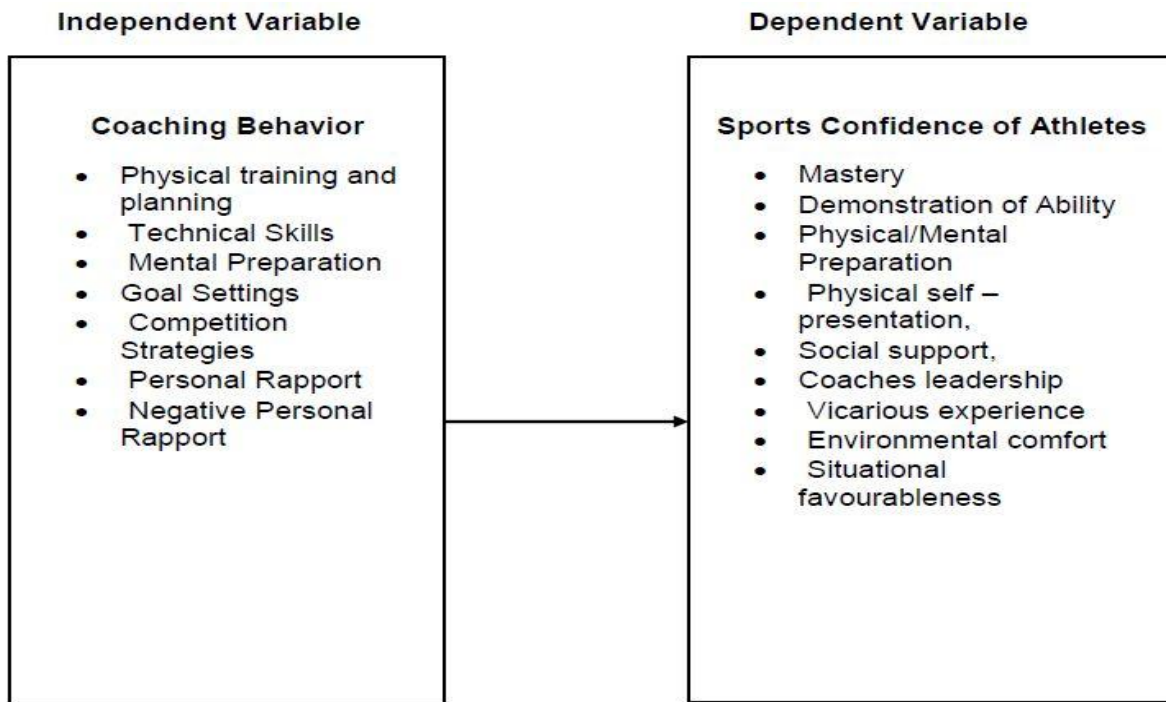 Independent Variable
Dependent Variable
Coaching Behavior
• Physical training and
planning
• Technical Skills
• Mental Preparation
• Goal Settings
• Competition
Strategies
• Personal Rapport
• Negative Personal
Rapport
Sports Confidence of Athletes
• Mastery
• Demonstration of Ability
• Physical/Mental
Preparation
• Physical self –
presentation,
• Social support,
• Coaches leadership
• Vicarious experience
• Environmental comfort
• Situational
favourableness